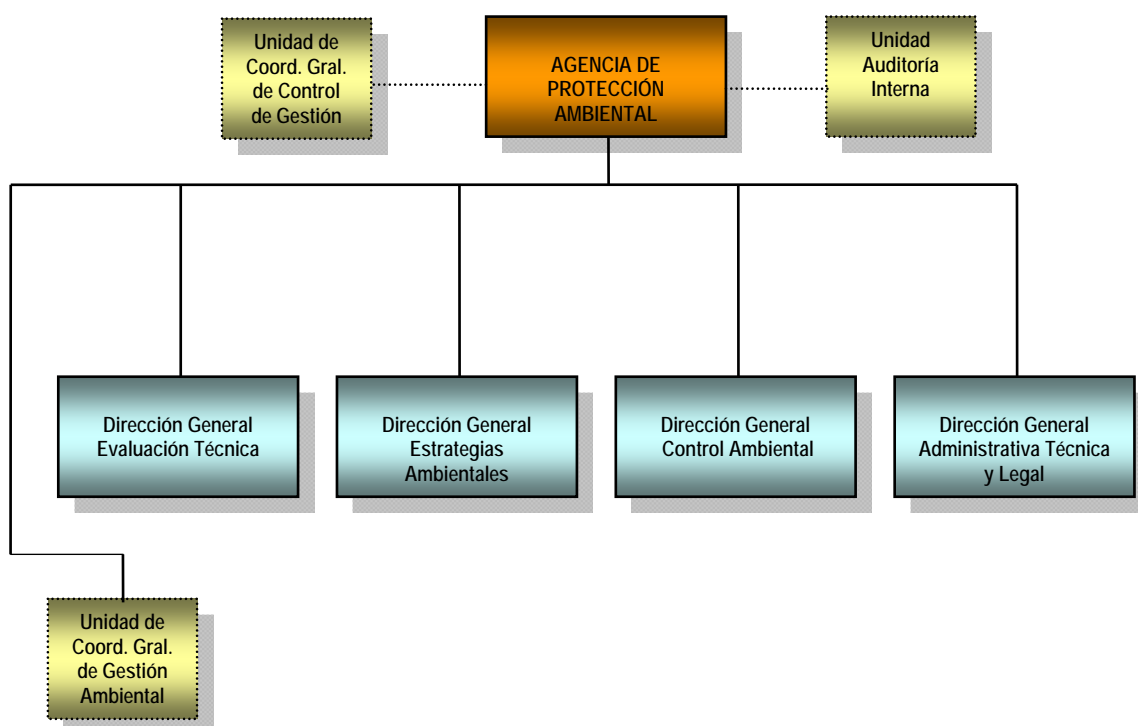 Unidad de
Coord. Gral.
de Control
de Gestión
AGENCIA DE
PROTECCIÓN
AMBIENTAL
Unidad
Auditoría
Interna
Dirección General
Evaluación Técnica
Dirección General
Estrategias
Ambientales
Dirección General
Control Ambiental
Dirección General
Administrativa Técnica
y Legal
Unidad de
Coord. Gral.
de Gestión
Ambiental